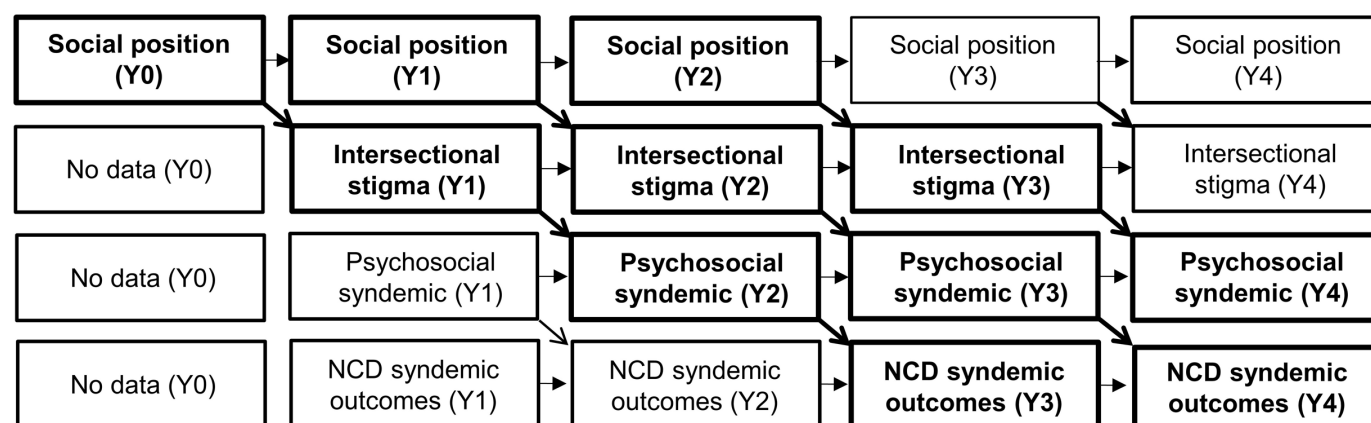 Social position
(Y0)
Social position
(Y1)
Social position
(Y2)
Social position
(Y3)
Social position
(Y4)
No data (Y0)
Intersectional
stigma (Y1)
Intersectional
stigma (Y2)
Intersectional
stigma (Y3)
Intersectional
stigma (Y4)
No data (Y0)
Psychosocial
syndemic (Y1)
Psychosocial
syndemic (Y2)
Psychosocial
syndemic (Y3)
Psychosocial
syndemic (Y4)
No data (Y0)
NCD syndemic
outcomes (Y1)
NCD syndemic
outcomes (Y2)
NCD syndemic
outcomes (Y3)
NCD syndemic
outcomes (Y4)